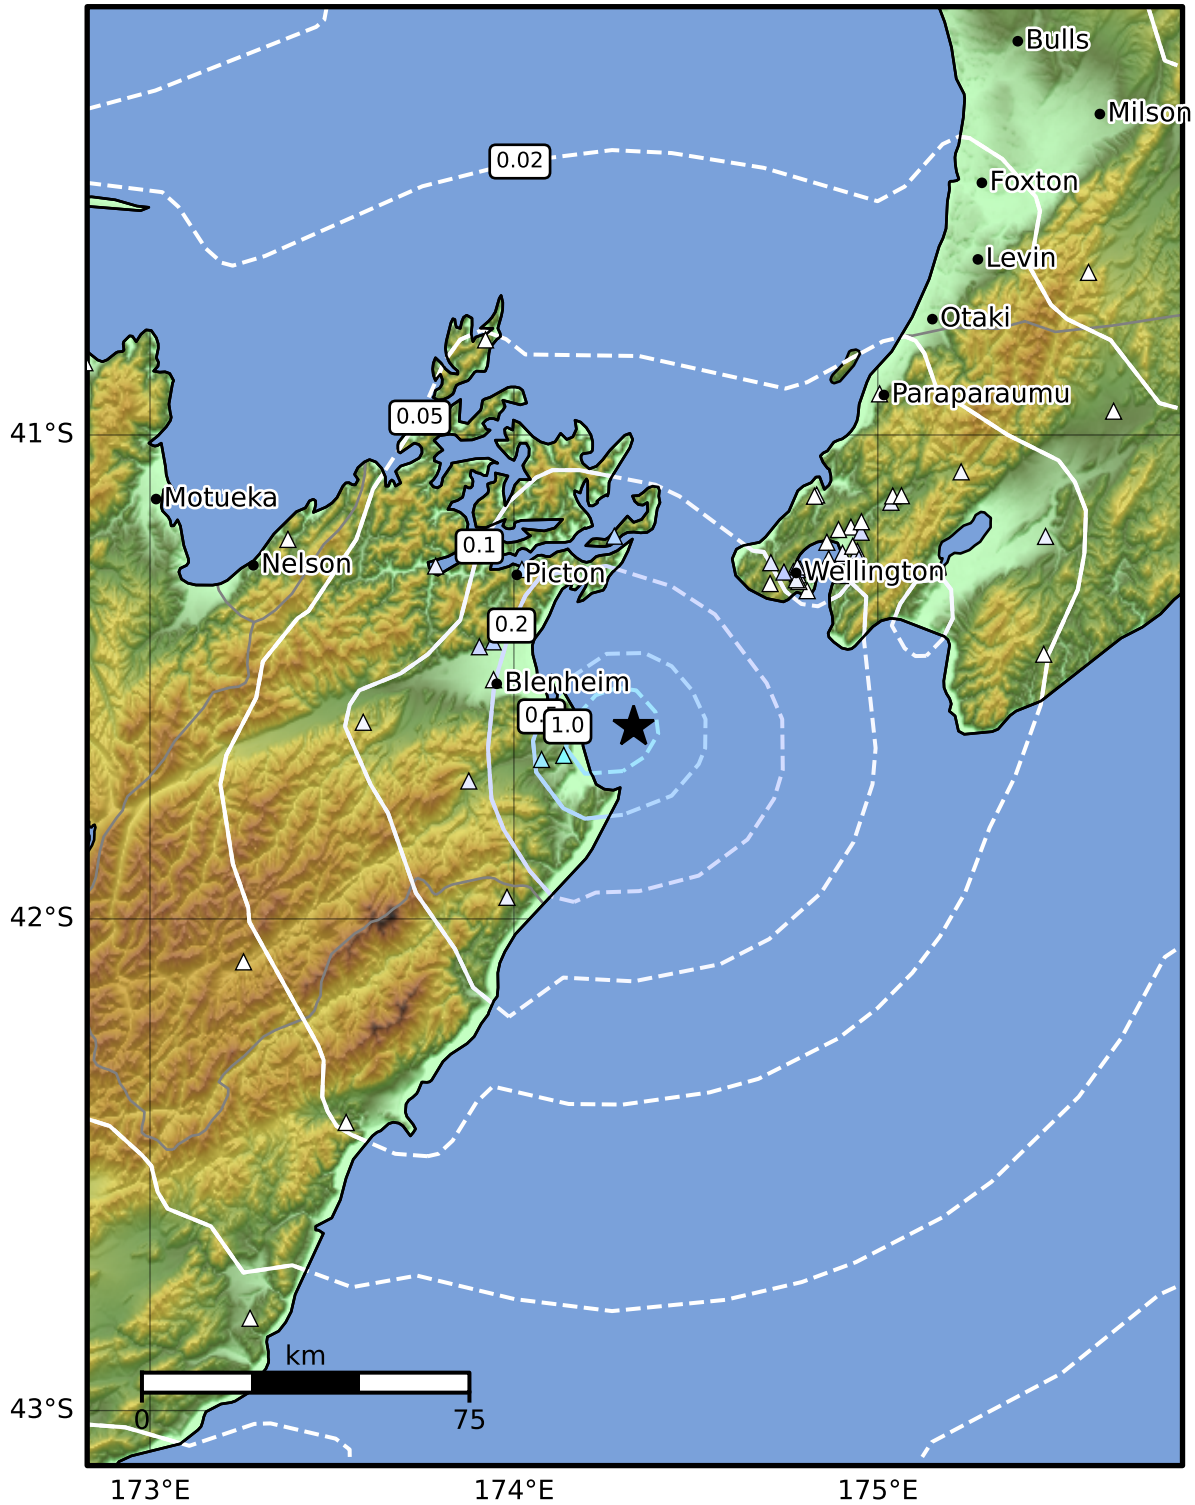 Bulls
Milson
0.02
Foxton
Levin
Otaki
Paraparaumu
0.05
41°S
Motueka
0.1
Nelson
Picton
Wellington
0.2
Blenheim
1.0
42°S
km
0
75
43°S
173°E
174°E
175°E